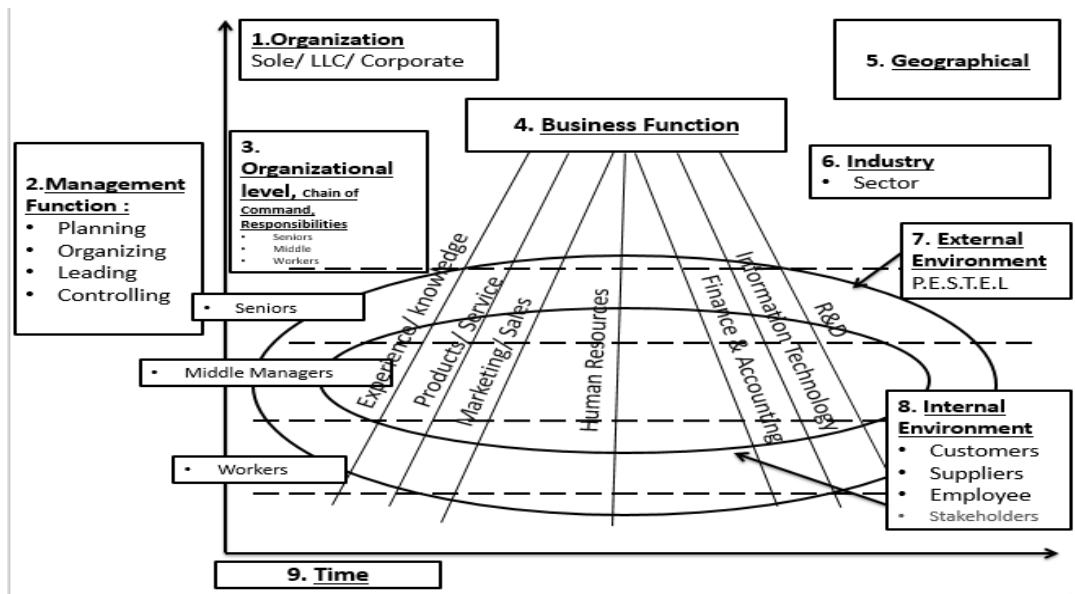 1.Organization
Sole/ LLC/ Corporate
5. Geographical
4. Business Function
2.Management
Function :
• Planning
• Organizing
• Leading
• Controlling
3.
Organizational
level, Chain of
Command,
Responsibilities
• Seniors
• Middle
• Workers
6. Industry
• Sector
7. External
Environment
P.E.S.T.E.L
• Seniors
• Middle Managers
• Workers
Experience/ knowledge
Products/ Service
Marketing/ Sales
Human Resources
Finance & Accounting
Information Technology
R&D
8. Internal
Environment
• Customers
• Suppliers
• Employee
• Stakeholders
9. Time